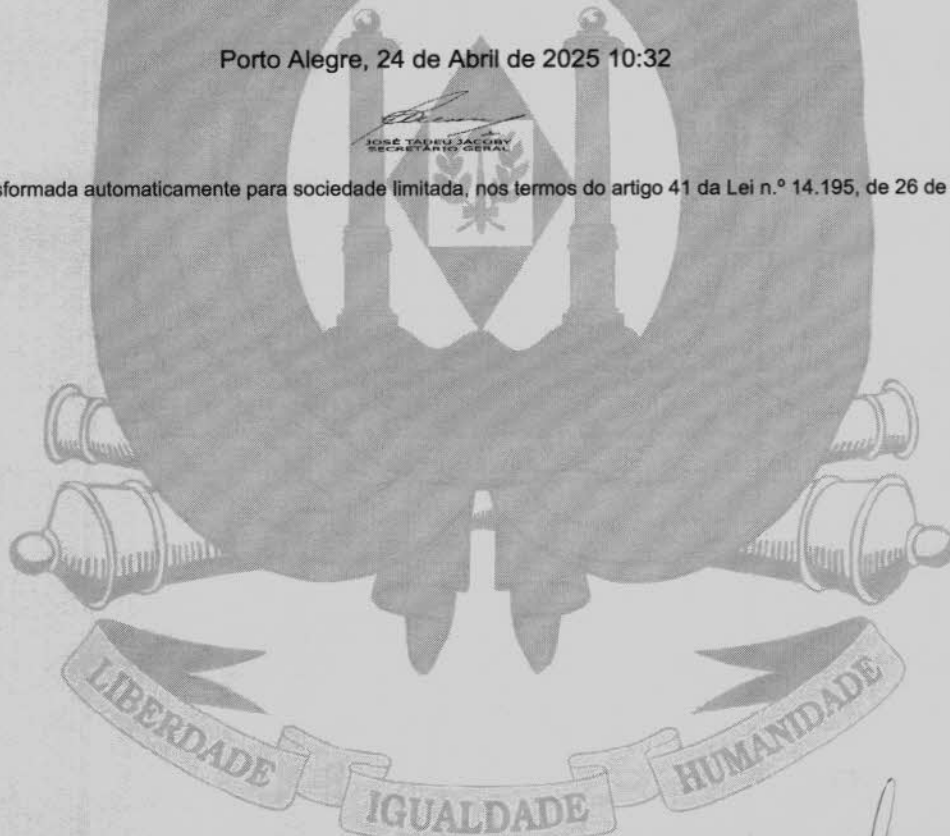 Porto Alegre, 24 de Abril de 2025 10:32
JOSÉ TADEU JACOBY
SECRETÁRIO GERAL
sformada automaticamente para sociedade limitada, nos termos do artigo 41 da Lei n.º 14.195, de 26 de
LIBERDADE
IGUALDADE
HUMANIDADE